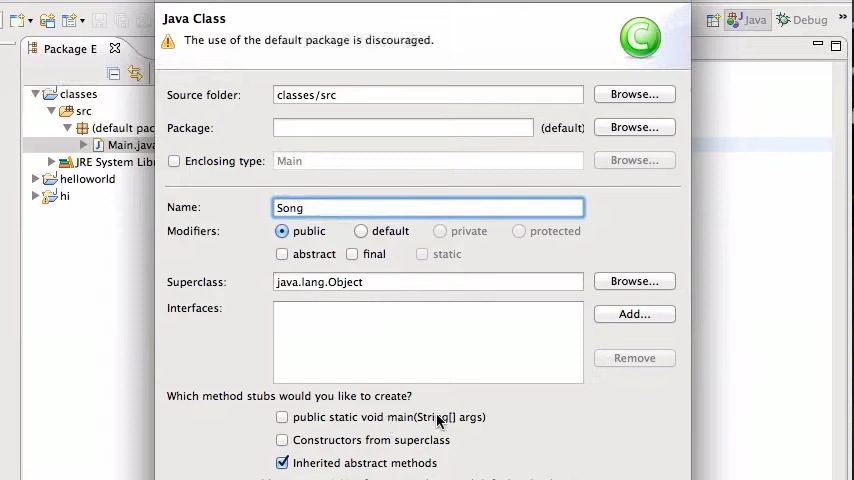 Java Class
The use of the default package is discouraged.
Java
Debug
»
Package E
classes
src
(default pac
Main.java
JRE System Lib
helloworld
hi
Source folder: classes/src Browse...
Package: (default) Browse...
Enclosing type: Main Browse...
Name: Song
Modifiers: public default private protected
abstract final static
Superclass: java.lang.Object Browse...
Interfaces: Add...
Remove
Which method stubs would you like to create?
public static void main(String[] args)
Constructors from superclass
Inherited abstract methods